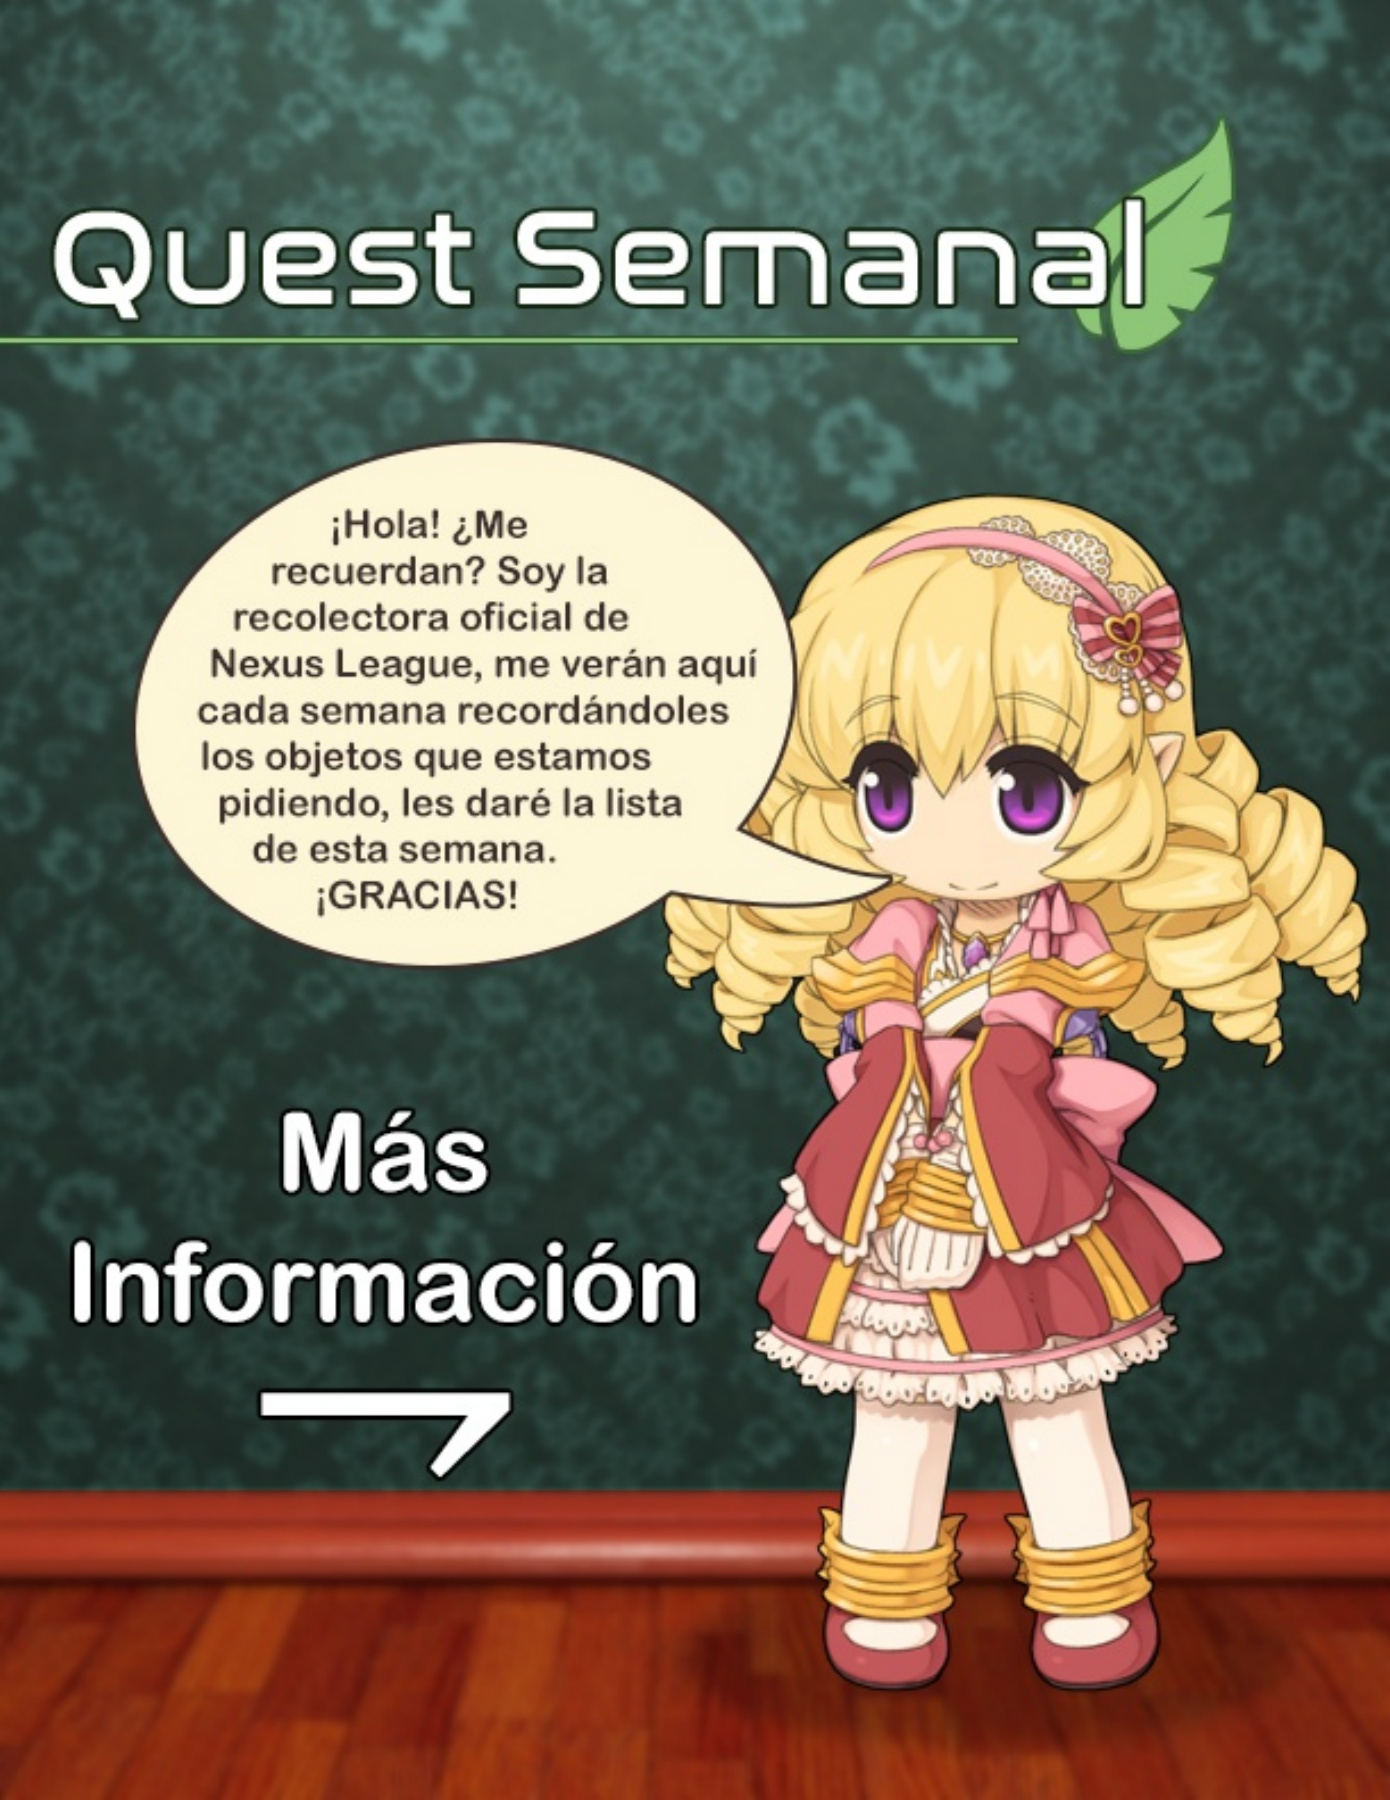 Quest Semanal
¡Hola! ¿Me
recuerdan? Soy la
recolectora oficial de
Nexus League, me verán aquí
cada semana recordándoles
los objetos que estamos
pidiendo, les daré la lista
de esta semana.
¡GRACIAS!
Más
Información